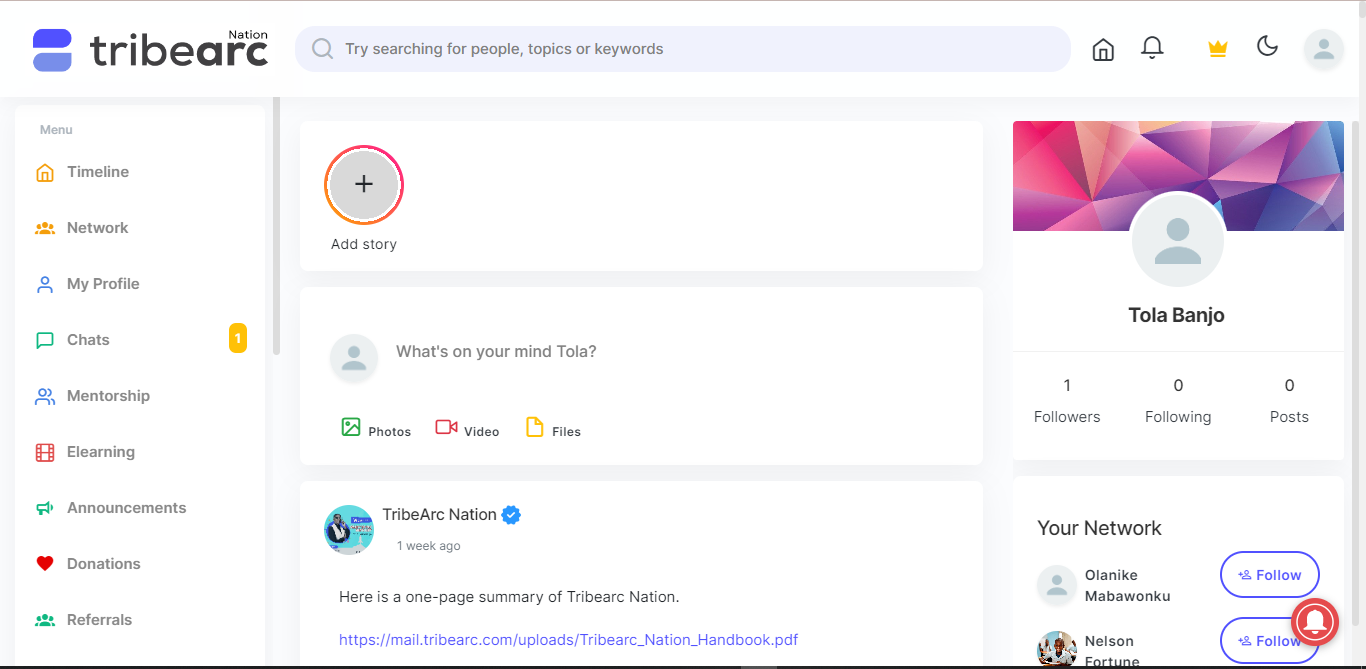 tribearc
Nation
Try searching for people, topics or keywords
Menu
Timeline
Network
My Profile
Chats
1
Mentorship
Elearning
Announcements
Donations
Referrals
Add story
What's on your mind Tola?
Photos
Video
Files
TribeArc Nation
1 week ago
Here is a one-page summary of Tribearc Nation.
https://mail.tribearc.com/uploads/Tribearc_Nation_Handbook.pdf
Tola Banjo
1 0 0
Followers Following Posts
Your Network
Olanike
Mabawonku
Follow
Nelson
Fortune
Follow